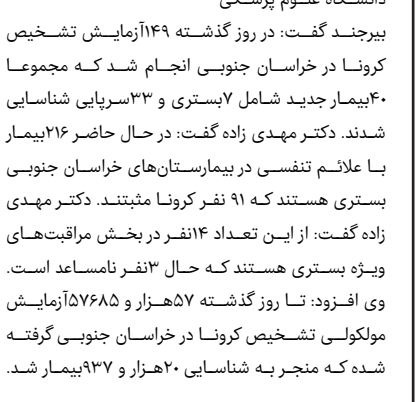 دانشگاه علوم پزشکی
بیرجند گفت: در روز گذشته ۱۴۹آزمایش تشخیص
کرونا در خراسان جنوبی انجام شد که مجموعا
۴۰بیمار جدید شامل ۷بستری و ۳۳سرپایی شناسایی
شدند. دکتر مهدی زاده گفت: در حال حاضر ۲۱۶بیمار
با علائم تنفسی در بیمارستان‌های خراسان جنوبی
بستری هستند که ۹۱ نفر کرونا مثبتند. دکتر مهدی
زاده گفت: از این تعداد ۱۴نفر در بخش مراقبت‌های
ویژه بستری هستند که حال ۳نفر نامساعد است.
وی افزود: تا روز گذشته ۵۷هزار و ۵۷۶۸۵آزمایش
مولکولی تشخیص کرونا در خراسان جنوبی گرفته
شده که منجر به شناسایی ۲۰هزار و ۹۳۷بیمار شد.